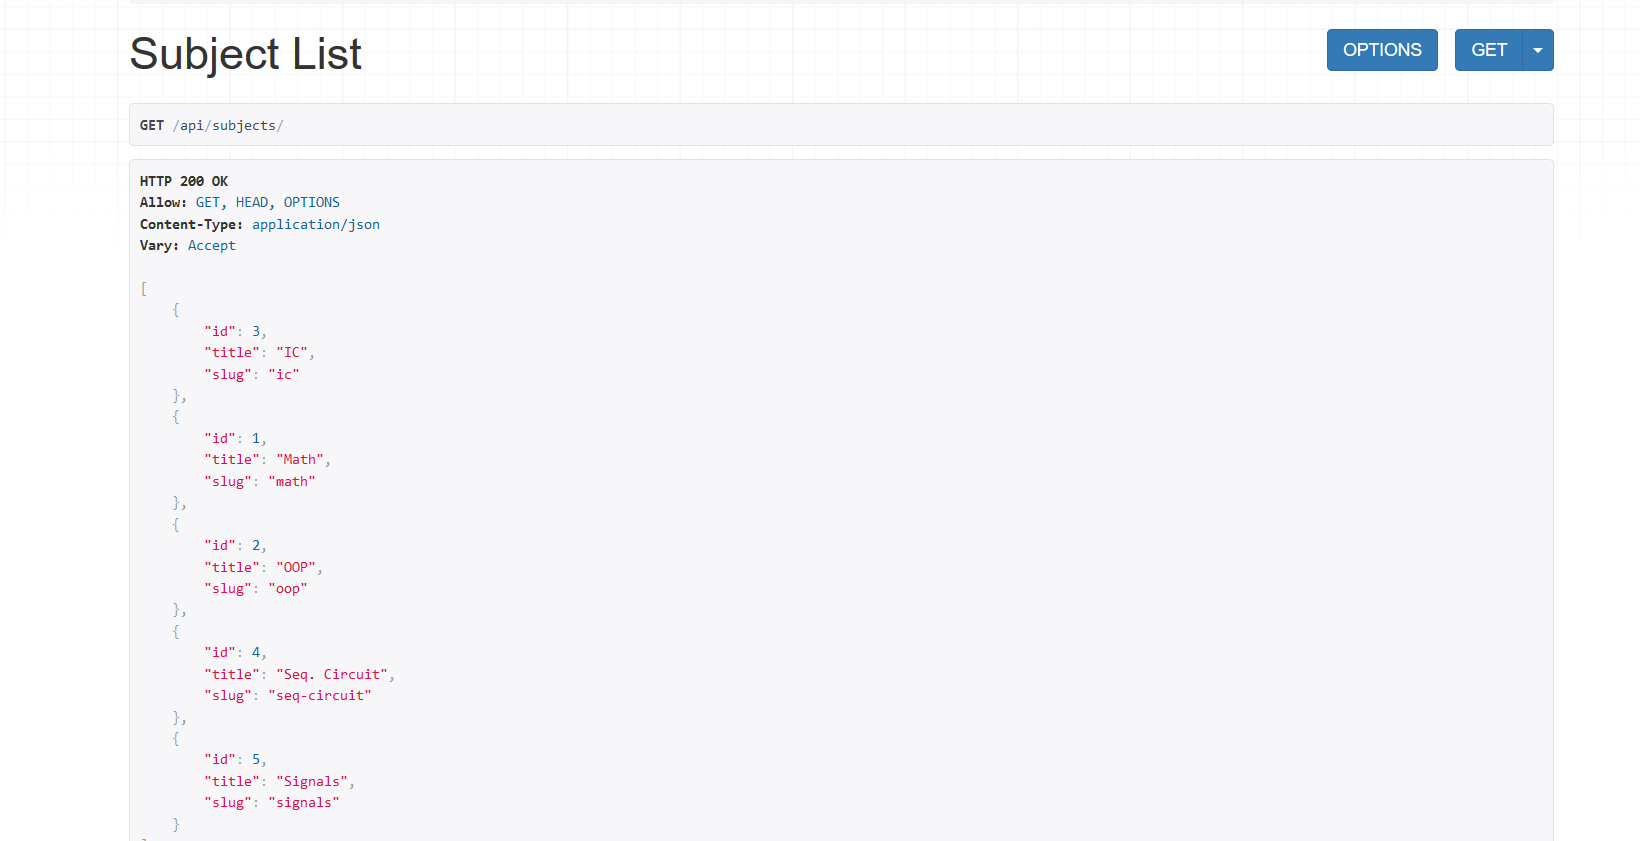 Subject List
OPTIONS
GET
GET /api/subjects/
HTTP 200 OK
Allow: GET, HEAD, OPTIONS
Content-Type: application/json
Vary: Accept
[
{
"id": 3,
"title": "IC",
"slug": "ic"
},
{
"id": 1,
"title": "Math",
"slug": "math"
},
{
"id": 2,
"title": "OOP",
"slug": "oop"
},
{
"id": 4,
"title": "Seq. Circuit",
"slug": "seq-circuit"
},
{
"id": 5,
"title": "Signals",
"slug": "signals"
}